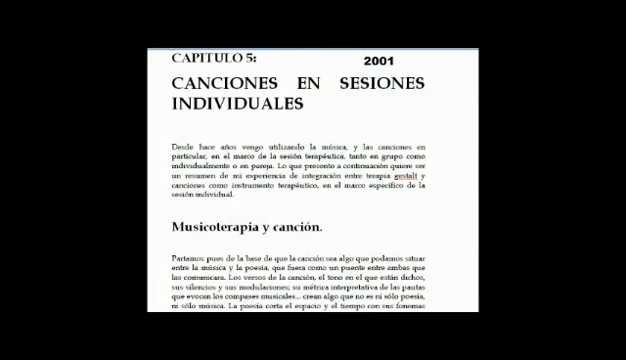 CAPITULO 5:
2001
CANCIONES EN SESIONES
INDIVIDUALES
Desde hace años vengo utilizando la música, y las canciones en
particular, en el marco de la sesión terapéutica, tanto en grupo como
individualmente o en pareja. Lo que presento a continuación quiere ser
un resumen de mi experiencia de integración entre terapia gestalt y
canciones como instrumento terapéutico, en el marco específico de la
sesión individual.
Musicoterapia y canción.
Partamos pues de la base de que la canción sea algo que podamos situar
entre la música y la poesía, que fuera como un puente entre ambas que
las comunicara. Los versos de la canción, el tono en el que están dichos,
sus silencios y sus modulaciones; su métrica interpretativa de las pautas
que evocan los compases musicales... crean algo que no es ni sólo poesía,
ni sólo música. La poesía corta el espacio y el tiempo con sus fonemas